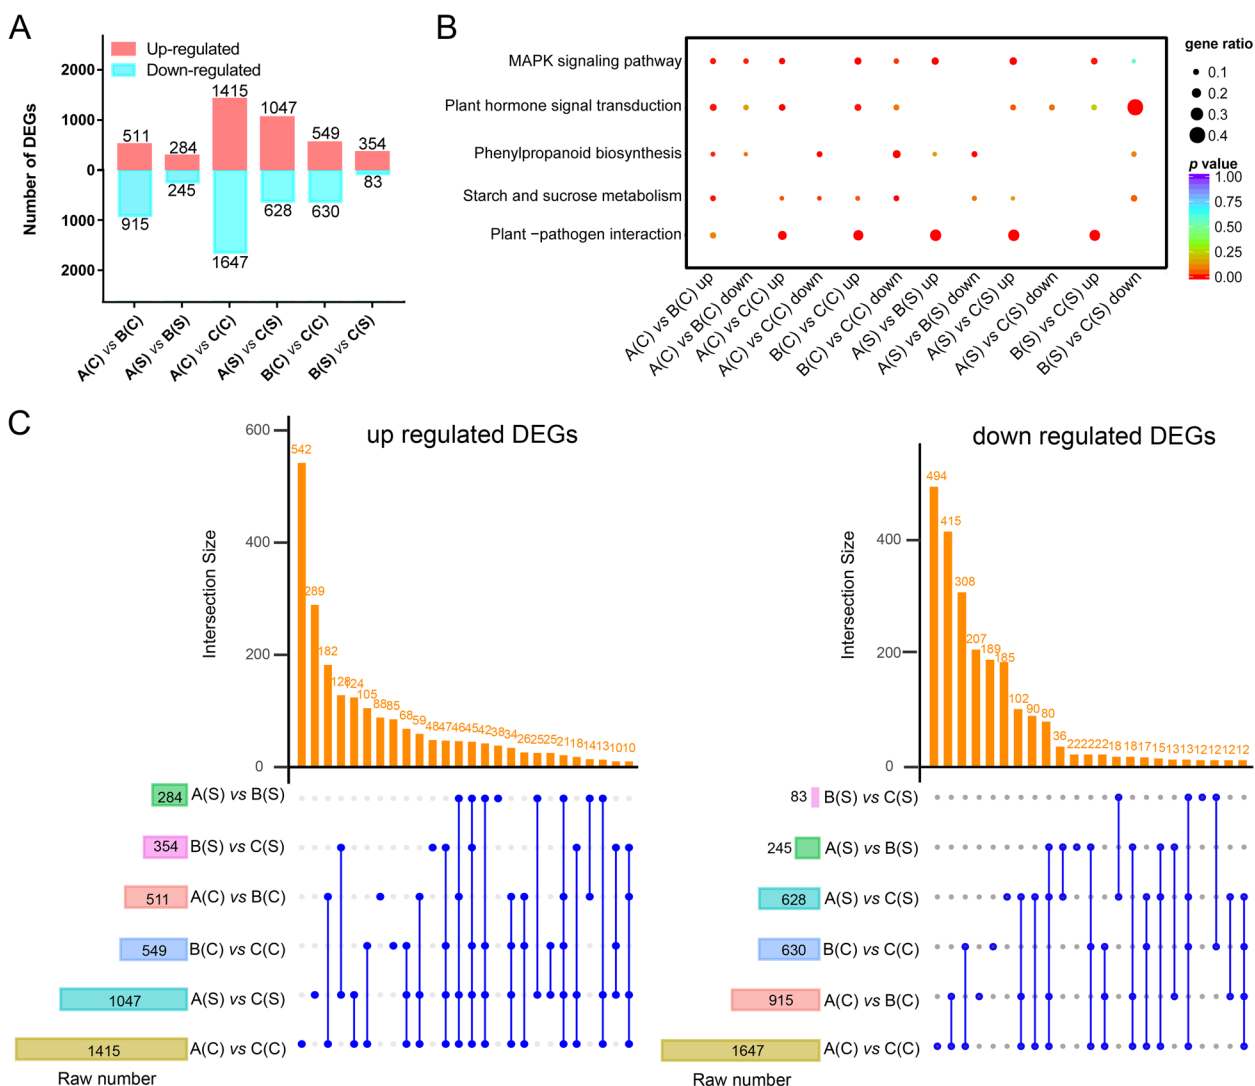 A
Up-regulated
Down-regulated
Number of DEGs
2000
1000
0
1000
2000
511
284
1415
1047
549
354
915
245
1647
628
630
83
A(C) vs B(C)
A(S) vs B(S)
A(C) vs C(C)
A(S) vs C(S)
B(C) vs C(C)
B(S) vs C(S)
B
MAPK signaling pathway
Plant hormone signal transduction
Phenylpropanoid biosynthesis
Starch and sucrose metabolism
Plant −pathogen interaction
A(C) vs B(C) up
A(C) vs B(C) down
A(C) vs C(C) up
A(C) vs C(C) down
B(C) vs C(C) up
B(C) vs C(C) down
A(S) vs B(S) up
A(S) vs B(S) down
A(S) vs C(S) up
A(S) vs C(S) down
B(S) vs C(S) up
B(S) vs C(S) down
gene ratio
0.1
0.2
0.3
0.4
p value
1.00
0.75
0.50
0.25
0.00
C
up regulated DEGs
Intersection Size
600
400
200
0
542
289
182
128
124
105
88
85
68
59
48
47
46
45
42
38
34
26
25
25
21
18
14
13
10
10
284 A(S) vs B(S)
354 B(S) vs C(S)
511 A(C) vs B(C)
549 B(C) vs C(C)
1047 A(S) vs C(S)
1415 A(C) vs C(C)
Raw number
down regulated DEGs
Intersection Size
400
200
0
494
415
308
207
189
185
102
90
80
36
22
22
22
18
18
17
15
13
13
12
12
12
12
83 B(S) vs C(S)
245 A(S) vs B(S)
628 A(S) vs C(S)
630 B(C) vs C(C)
915 A(C) vs B(C)
1647 A(C) vs C(C)
Raw number